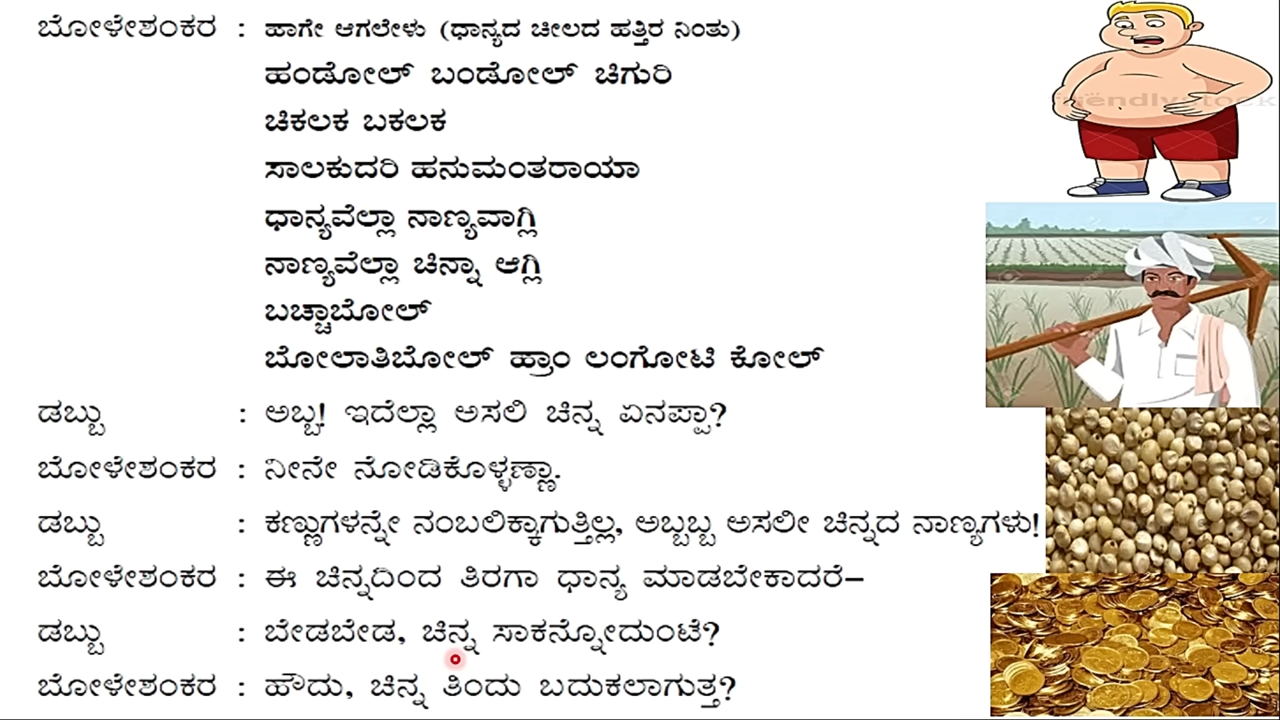 ಬೋಳೇಶಂಕರ : ಹಾಗೇ ಆಗಲೇಳು (ಧಾನ್ಯದ ಚೀಲದ ಹತ್ತಿರ ನಿಂತು)
ಹಂಡೋಲ್ ಬಂಡೋಲ್ ಚಿಗುರಿ
ಚಿಕಲಕ ಬಕಲಕ
ಸಾಲಕುದರಿ ಹನುಮಂತರಾಯಾ
ಧಾನ್ಯವೆಲ್ಲಾ ನಾಣ್ಯವಾಗ್ಲಿ
ನಾಣ್ಯವೆಲ್ಲಾ ಚಿನ್ನಾ ಆಗ್ಲಿ
ಬಚ್ಚಾಬೋಲ್
ಬೋಲಾತಿಬೋಲ್ ಹ್ರಾಂ ಲಂಗೋಟಿ ಕೋಲ್
ಡಬ್ಬು : ಅಬ್ಬ! ಇದೆಲ್ಲಾ ಅಸಲಿ ಚಿನ್ನ ಏನಪ್ಪಾ?
ಬೋಳೇಶಂಕರ : ನೀನೇ ನೋಡಿಕೊಳ್ಳಣ್ಣಾ.
ಡಬ್ಬು : ಕಣ್ಣುಗಳನ್ನೇ ನಂಬಲಿಕ್ಕಾಗುತ್ತಿಲ್ಲ, ಅಬ್ಬಬ್ಬ ಅಸಲೀ ಚಿನ್ನದ ನಾಣ್ಯಗಳು!
ಬೋಳೇಶಂಕರ : ಈ ಚಿನ್ನದಿಂದ ತಿರಗಾ ಧಾನ್ಯ ಮಾಡಬೇಕಾದರೆ–
ಡಬ್ಬು : ಬೇಡಬೇಡ, ಚಿನ್ನ ಸಾಕನ್ನೋದುಂಟೆ?
ಬೋಳೇಶಂಕರ : ಹೌದು, ಚಿನ್ನ ತಿಂದು ಬದುಕಲಾಗುತ್ತ?